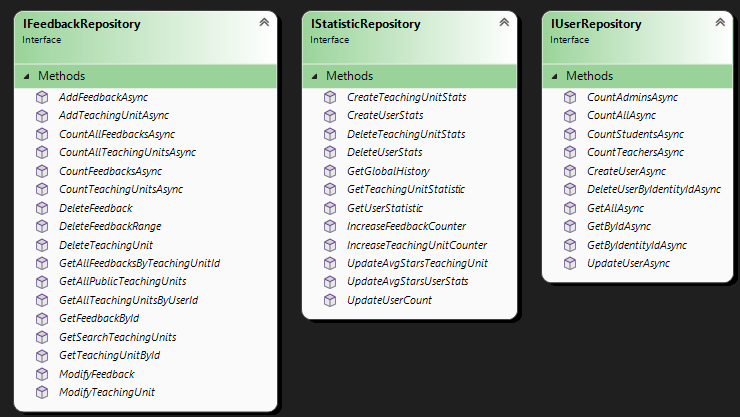 IFeedbackRepository
Interface
Methods
AddFeedbackAsync
AddTeachingUnitAsync
CountAllFeedbacksAsync
CountAllTeachingUnitsAsync
CountFeedbacksAsync
CountTeachingUnitsAsync
DeleteFeedback
DeleteFeedbackRange
DeleteTeachingUnit
GetAllFeedbacksByTeachingUnitId
GetAllPublicTeachingUnits
GetAllTeachingUnitsByUserId
GetFeedbackById
GetSearchTeachingUnits
GetTeachingUnitById
ModifyFeedback
ModifyTeachingUnit
IStatisticRepository
Interface
Methods
CreateTeachingUnitStats
CreateUserStats
DeleteTeachingUnitStats
DeleteUserStats
GetGlobalHistory
GetTeachingUnitStatistic
GetUserStatistic
IncreaseFeedbackCounter
IncreaseTeachingUnitCounter
UpdateAvgStarsTeachingUnit
UpdateAvgStarsUserStats
UpdateUserCount
IUserRepository
Interface
Methods
CountAdminsAsync
CountAllAsync
CountStudentsAsync
CountTeachersAsync
CreateUserAsync
DeleteUserByIdentityIdAsync
GetAllAsync
GetByIdAsync
GetByIdentityIdAsync
UpdateUserAsync